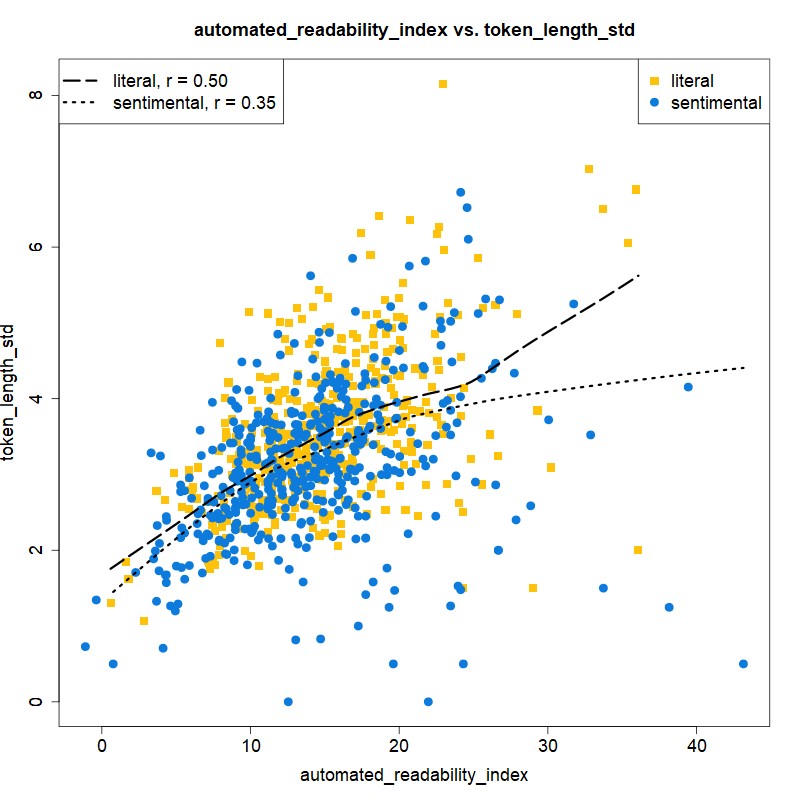 automated_readability_index vs. token_length_std
literal, r = 0.50
sentimental, r = 0.35
literal
sentimental
8
6
4
2
0
token_length_std
0 10 20 30 40
automated_readability_index